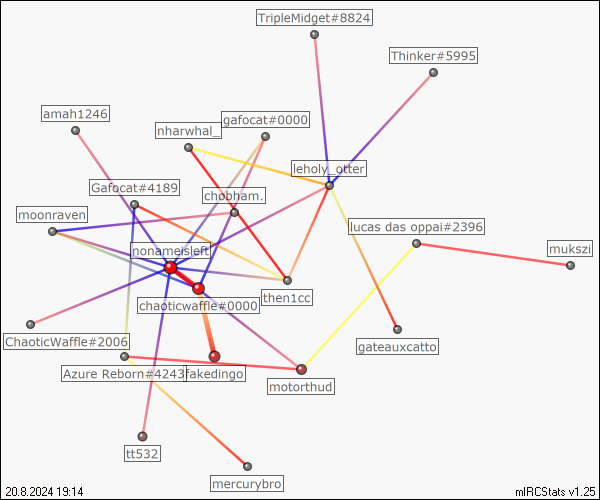 TripleMidget#8824
Thinker#5995
amah1246
gafocat#0000
nharwhal_
leholy_otter
Gafocat#4189
chobham.
moonraven
lucas das oppai#2396
nonameisleft
mukszi
then1cc
chaoticwaffle#0000
ChaoticWaffle#2006
gateauxcatto
Azure Reborn#4243
fakedingo
motorthud
tt532
mercurybro
20.8.2024 19:14
mIRCStats v1.25